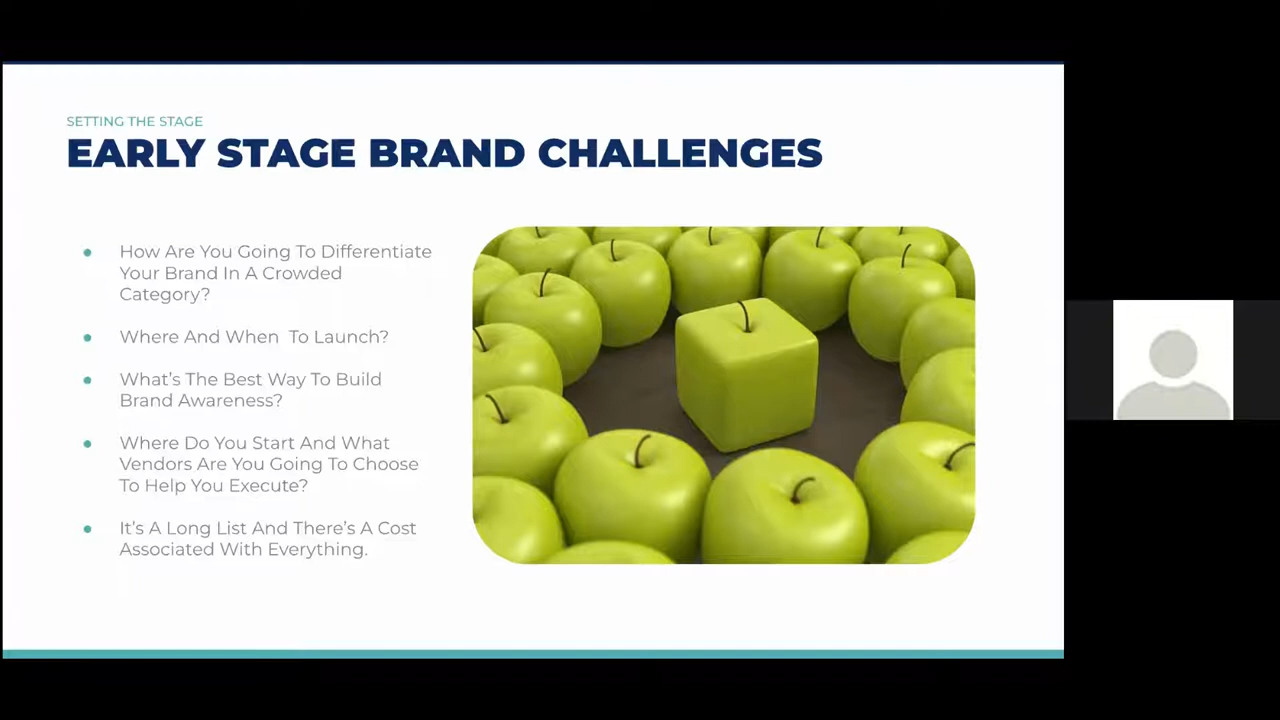 SETTING THE STAGE
EARLY STAGE BRAND CHALLENGES
● How Are You Going To Differentiate
Your Brand In A Crowded
Category?
● Where And When  To Launch?
● What's The Best Way To Build
Brand Awareness?
● Where Do You Start And What
Vendors Are You Going To Choose
To Help You Execute?
● It's A Long List And There's A Cost
Associated With Everything.